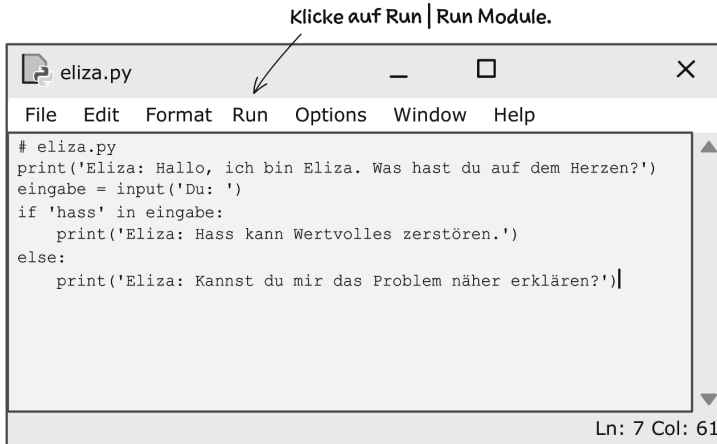 Klicke auf Run | Run Module.
eliza.py
File Edit Format Run Options Window Help
# eliza.py
print('Eliza: Hallo, ich bin Eliza. Was hast du auf dem Herzen?')
eingabe = input('Du: ')
if 'hass' in eingabe:
    print('Eliza: Hass kann Wertvolles zerstören.')
else:
    print('Eliza: Kannst du mir das Problem näher erklären?')
Ln: 7 Col: 61